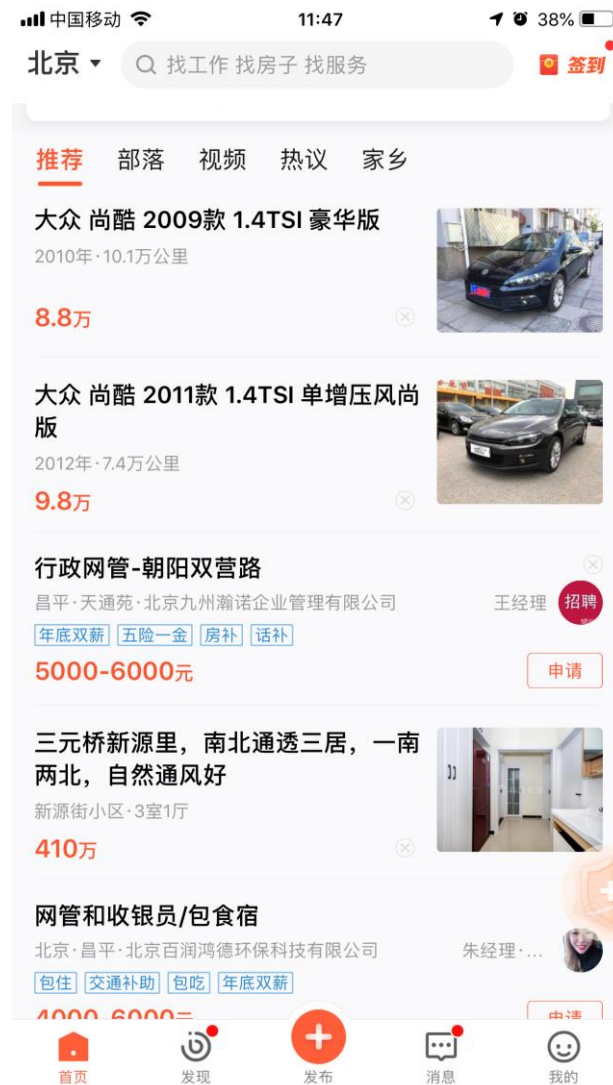 中国移动 11:47 38%
北京 找工作 找房子 找服务 签到
推荐 部落 视频 热议 家乡
大众 尚酷 2009款 1.4TSI 豪华版
2010年·10.1万公里
8.8万
大众 尚酷 2011款 1.4TSI 单增压风尚
版
2012年·7.4万公里
9.8万
行政网管-朝阳双营路
昌平·天通苑·北京九州瀚诺企业管理有限公司 王经理 招聘
年底双薪 五险一金 房补 话补
5000-6000元 申请
三元桥新源里，南北通透三居，一南
两北，自然通风好
新源街小区·3室1厅
410万
网管和收银员/包食宿
北京·昌平·北京百润鸿德环保科技有限公司 朱经理·...
包住 交通补助 包吃 年底双薪
4000-6000元 申请
首页 发现 发布 消息 我的